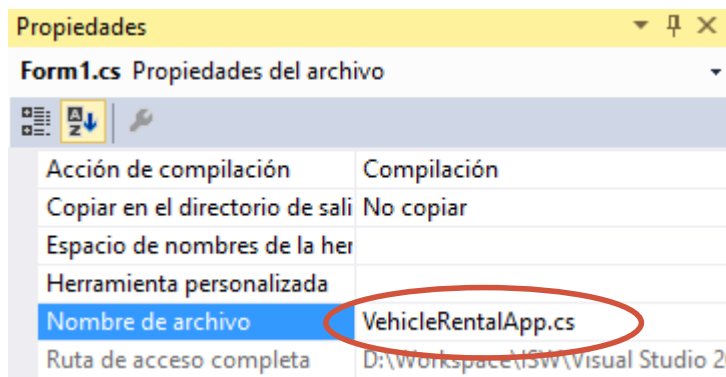 Propiedades
Form1.cs Propiedades del archivo
Acción de compilación Compilación
Copiar en el directorio de sali No copiar
Espacio de nombres de la her
Herramienta personalizada
Nombre de archivo VehicleRentalApp.cs
Ruta de acceso completa D:\Workspace\ISW\Visual Studio 2